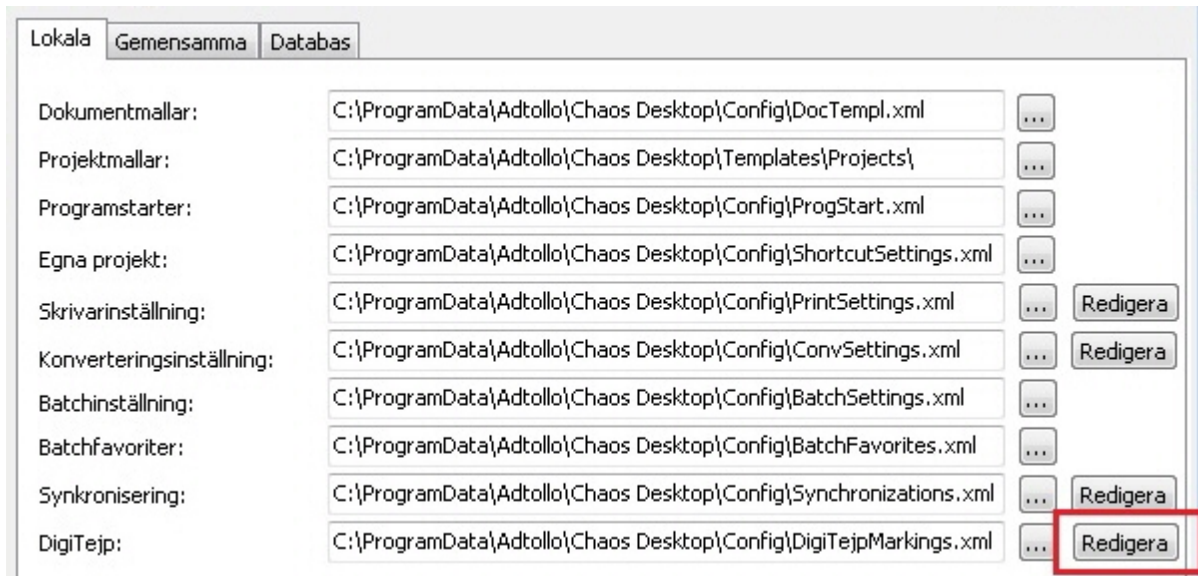 Lokala Gemensamma Databas
Dokumentmallar: C:\ProgramData\Adtollo\Chaos Desktop\Config\DocTempl.xml ...
Projektmallar: C:\ProgramData\Adtollo\Chaos Desktop\Templates\Projects\ ...
Programstarter: C:\ProgramData\Adtollo\Chaos Desktop\Config\ProgStart.xml ...
Egna projekt: C:\ProgramData\Adtollo\Chaos Desktop\Config\ShortcutSettings.xml ...
Skrivarinställning: C:\ProgramData\Adtollo\Chaos Desktop\Config\PrintSettings.xml ... Redigera
Konverteringsinställning: C:\ProgramData\Adtollo\Chaos Desktop\Config\ConvSettings.xml ... Redigera
Batchinställning: C:\ProgramData\Adtollo\Chaos Desktop\Config\BatchSettings.xml ...
Batchfavoriter: C:\ProgramData\Adtollo\Chaos Desktop\Config\BatchFavorites.xml ...
Synkronisering: C:\ProgramData\Adtollo\Chaos Desktop\Config\Synchronizations.xml ... Redigera
DigiTejp: C:\ProgramData\Adtollo\Chaos Desktop\Config\DigiTejpMarkings.xml ... Redigera